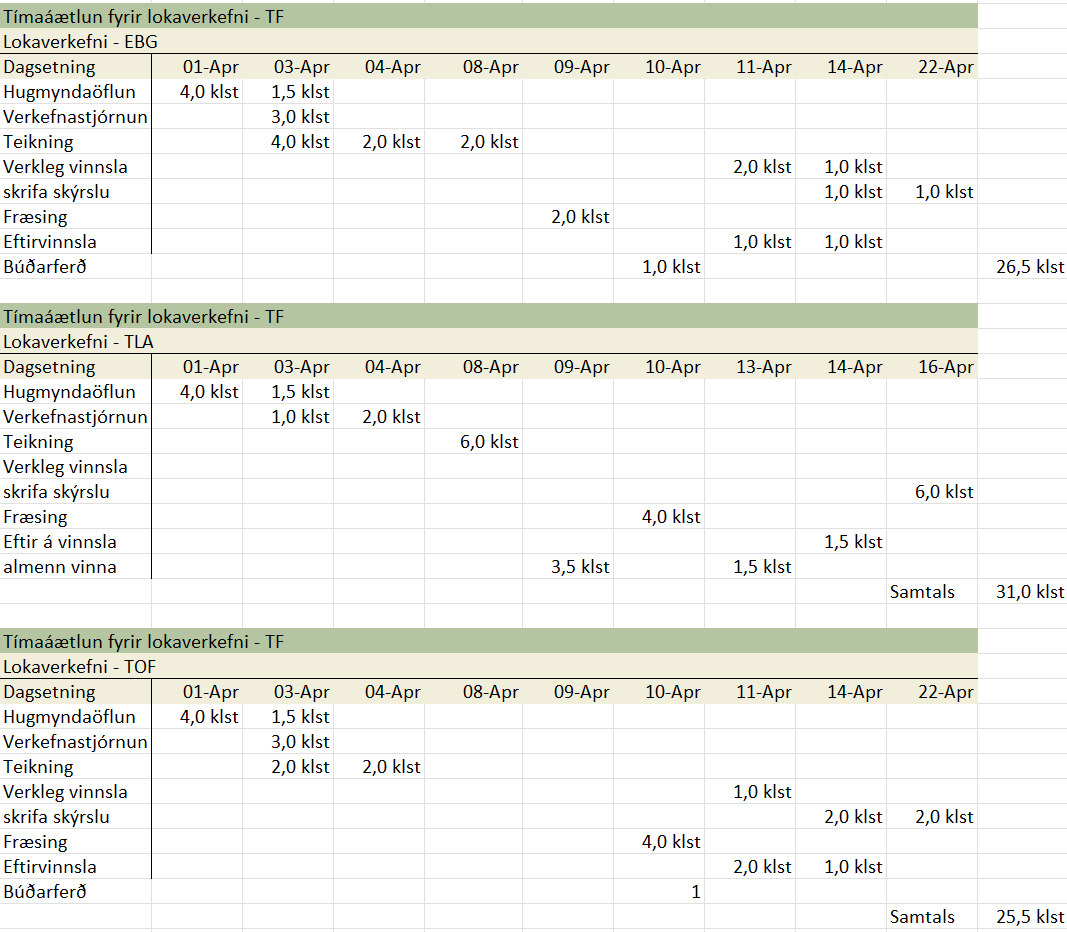 Tímaáætlun fyrir lokaverkefni - TF
Lokaverkefni - EBG
Dagsetning 01-Apr 03-Apr 04-Apr 08-Apr 09-Apr 10-Apr 11-Apr 14-Apr 22-Apr
Hugmyndaöflun 4,0 klst 1,5 klst
Verkefnastjórnun 3,0 klst
Teikning 4,0 klst 2,0 klst 2,0 klst
Verkleg vinnsla 2,0 klst 1,0 klst
skrifa skýrslu 1,0 klst 1,0 klst
Fræsing 2,0 klst
Eftirvinnsla 1,0 klst 1,0 klst
Búðarferð 1,0 klst 26,5 klst
Tímaáætlun fyrir lokaverkefni - TF
Lokaverkefni - TLA
Dagsetning 01-Apr 03-Apr 04-Apr 08-Apr 09-Apr 10-Apr 13-Apr 14-Apr 16-Apr
Hugmyndaöflun 4,0 klst 1,5 klst
Verkefnastjórnun 1,0 klst 2,0 klst
Teikning 6,0 klst
Verkleg vinnsla
skrifa skýrslu 6,0 klst
Fræsing 4,0 klst
Eftir á vinnsla 1,5 klst
almenn vinna 3,5 klst 1,5 klst
Samtals 31,0 klst
Tímaáætlun fyrir lokaverkefni - TF
Lokaverkefni - TOF
Dagsetning 01-Apr 03-Apr 04-Apr 08-Apr 09-Apr 10-Apr 11-Apr 14-Apr 22-Apr
Hugmyndaöflun 4,0 klst 1,5 klst
Verkefnastjórnun 3,0 klst
Teikning 2,0 klst 2,0 klst
Verkleg vinnsla 1,0 klst
skrifa skýrslu 2,0 klst 2,0 klst
Fræsing 4,0 klst
Eftirvinnsla 2,0 klst 1,0 klst
Búðarferð 1
Samtals 25,5 klst